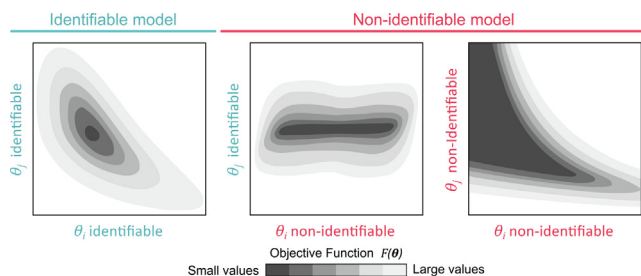 Identifiable model
Non-identifiable model
θj identifiable
θi identifiable
θj identifiable
θi non-identifiable
θj non-Identifiable
θi non-identifiable
Objective Function F(θ)
Small values
Large values